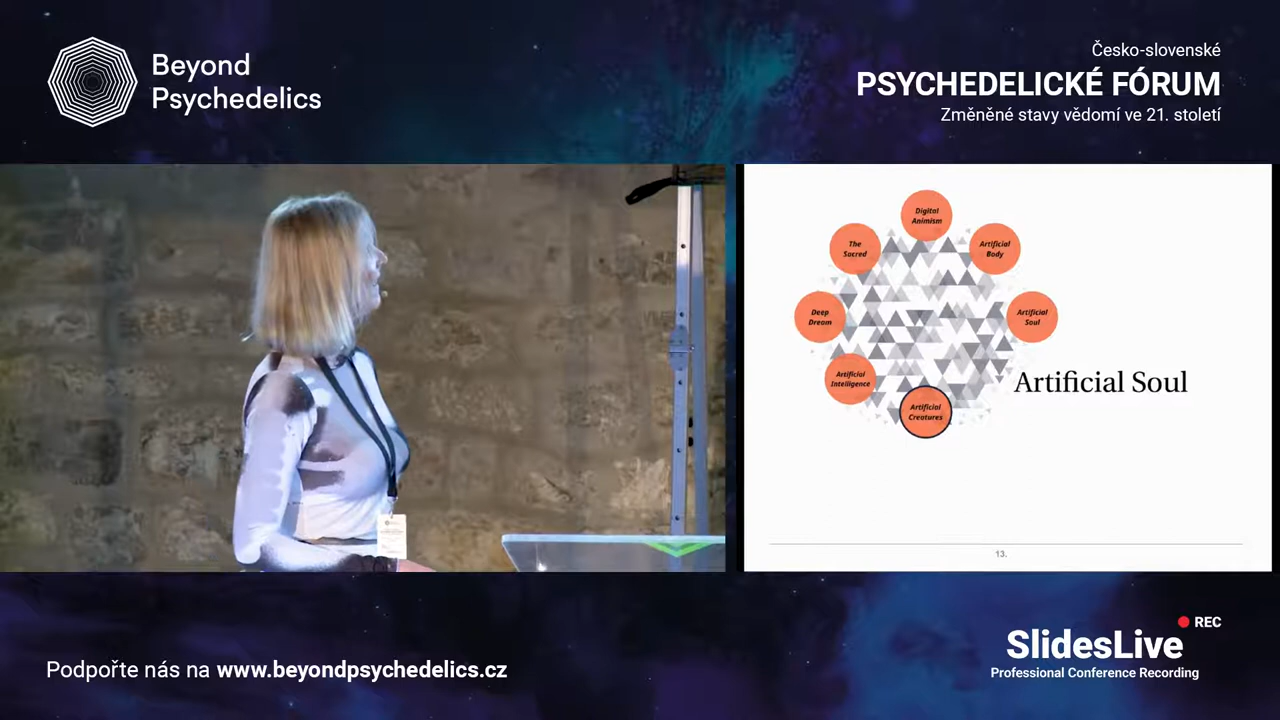 Beyond
Psychedelics
Česko-slovenské
PSYCHEDELICKÉ FÓRUM
Změněné stavy vědomí ve 21. století
Digital
Animism
The
Sacred
Artificial
Body
Deep
Dream
Artificial
Soul
Artificial
Intelligence
Artificial
Creatures
Artificial Soul
13.
REC
SlidesLive
Professional Conference Recording
Podpořte nás na www.beyondpsychedelics.cz